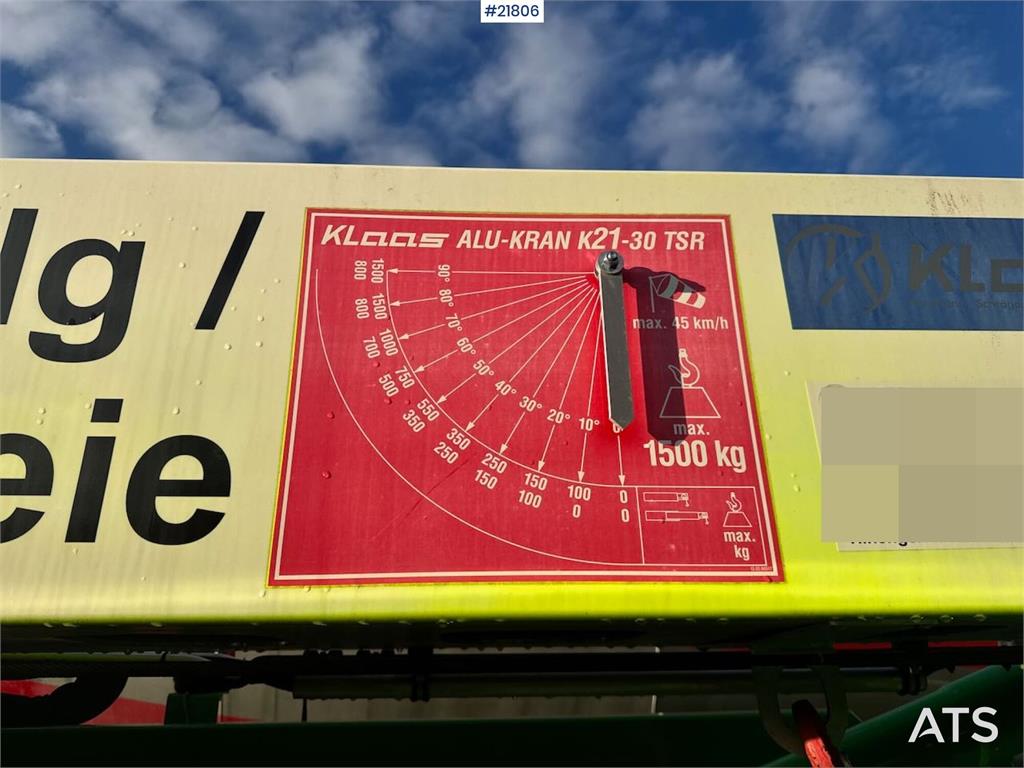 #21806
lg /
eie
KLaas ALU-KRAN K21-30 TSR
max. 45 km/h
max.
1500 kg
90° 80° 70° 60° 50° 40° 30° 20° 10° 0°
1500 1500 1000 750 550 350 250 150 100 0
800 800 700 500 350 250 150 100 0 0
max.
kg
ATS